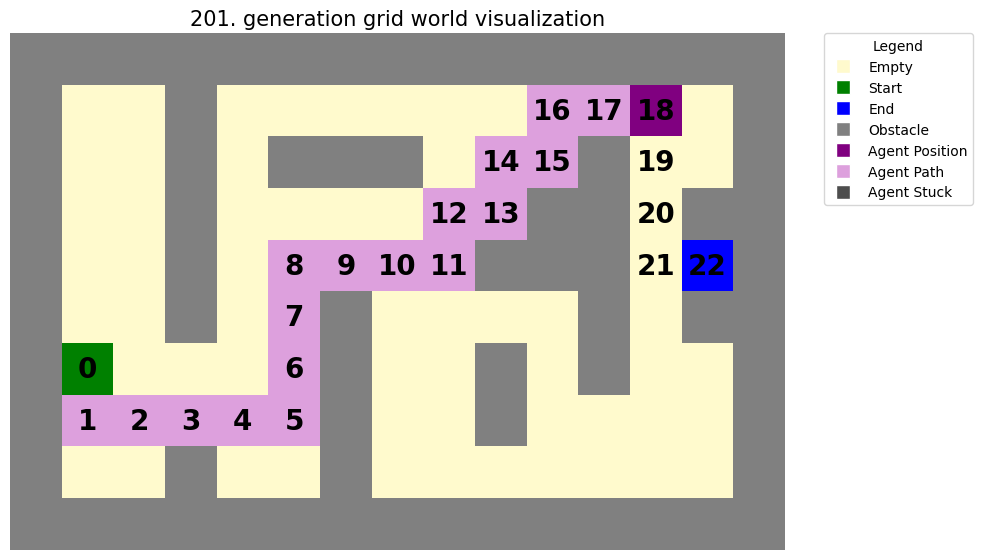 201. generation grid world visualization
Legend
Empty
Start
End
Obstacle
Agent Position
Agent Path
Agent Stuck
16 17 18
14 15 19
12 13 20
8 9 10 11 21 22
7
0 6
1 2 3 4 5